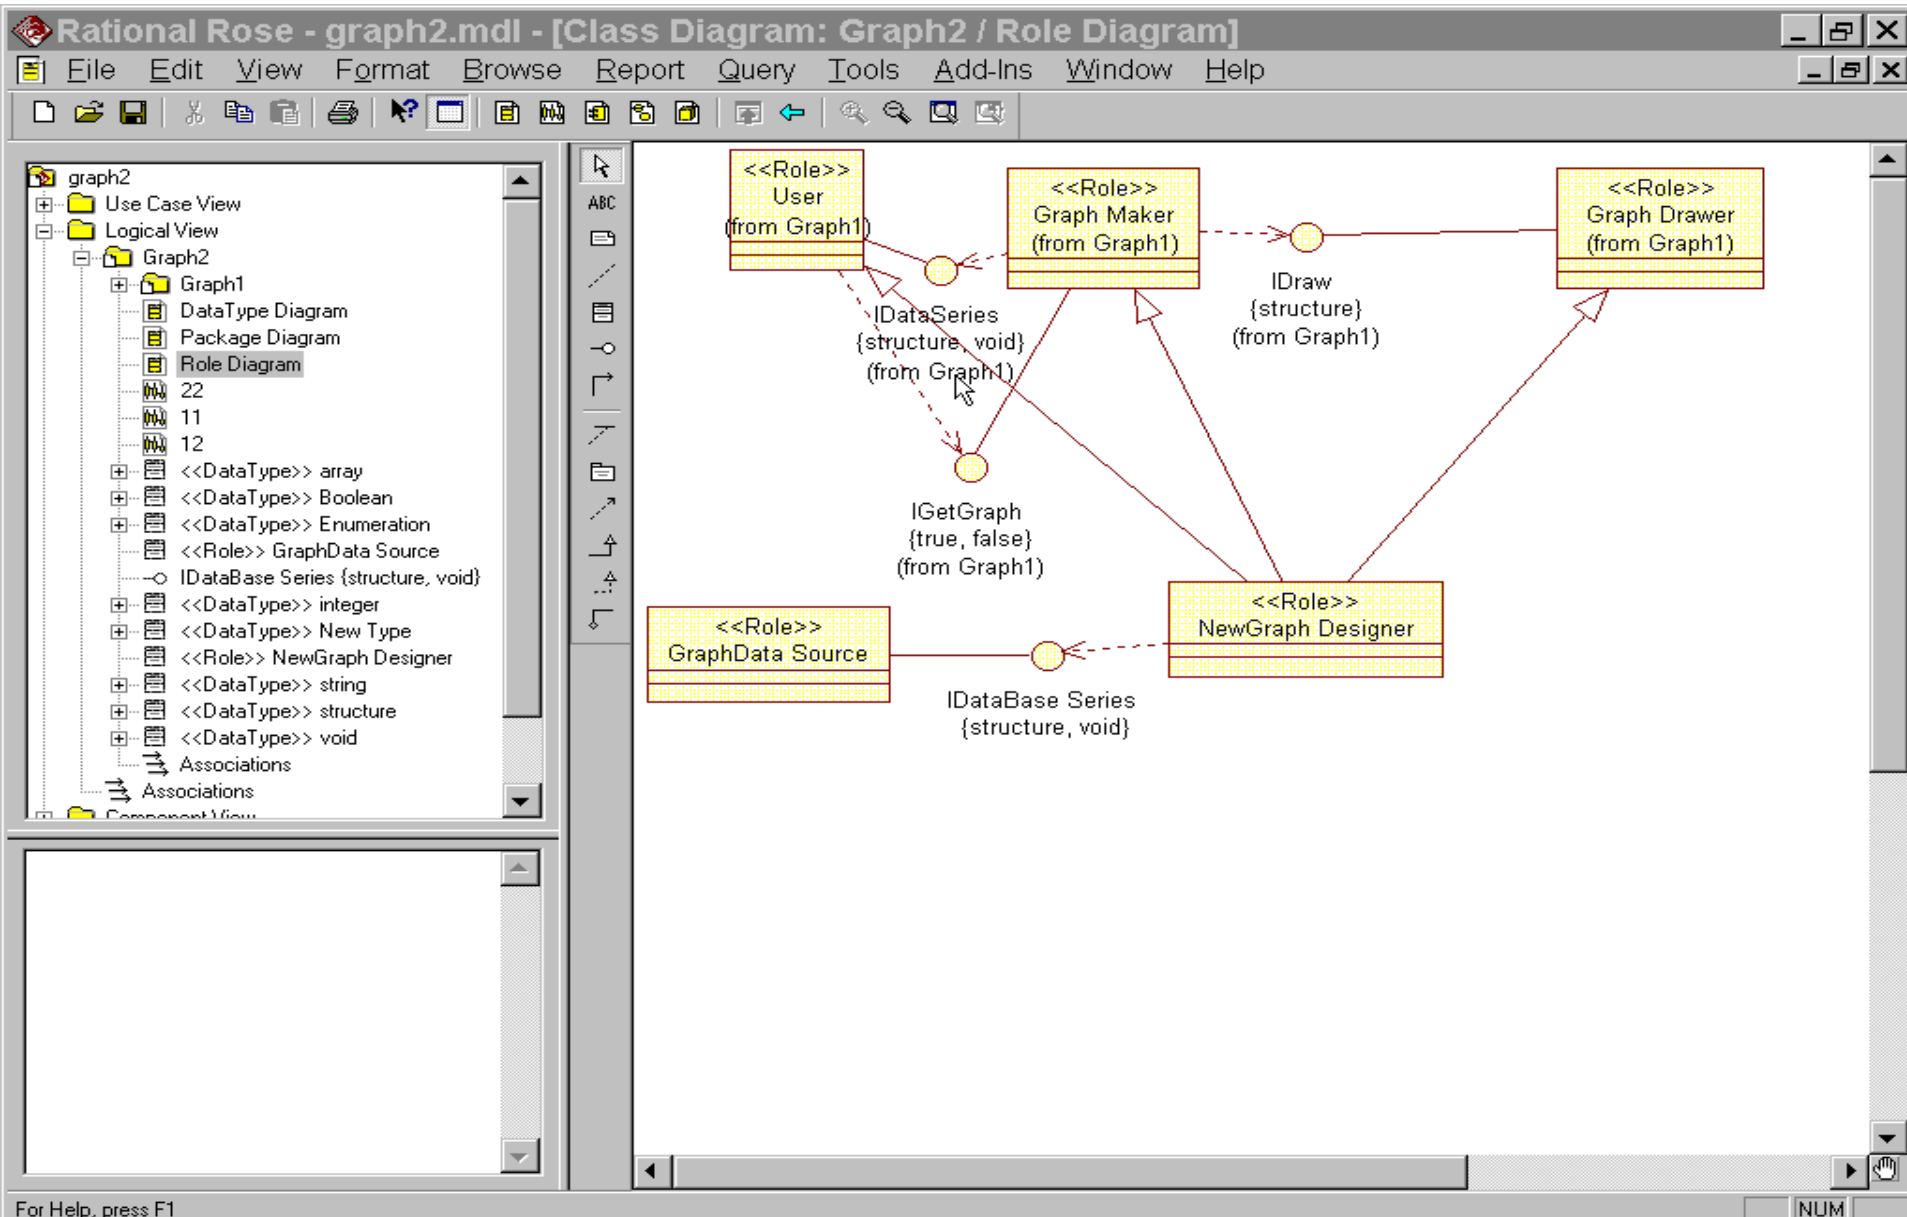 Rational Rose - graph2.mdl - [Class Diagram: Graph2 / Role Diagram]
File Edit View Format Browse Report Query Tools Add-Ins Window Help
graph2
Use Case View
Logical View
Graph2
Graph1
DataType Diagram
Package Diagram
Role Diagram
22
11
12
<<DataType>> array
<<DataType>> Boolean
<<DataType>> Enumeration
<<Role>> GraphData Source
IDataBase Series {structure, void}
<<DataType>> integer
<<DataType>> New Type
<<Role>> NewGraph Designer
<<DataType>> string
<<DataType>> structure
<<DataType>> void
Associations
Associations
Component View
ABC
<<Role>>
User
(from Graph1)
<<Role>>
Graph Maker
(from Graph1)
<<Role>>
Graph Drawer
(from Graph1)
IDataSeries
{structure, void}
(from Graph1)
IDraw
{structure}
(from Graph1)
IGetGraph
{true, false}
(from Graph1)
<<Role>>
GraphData Source
<<Role>>
NewGraph Designer
IDataBase Series
{structure, void}
For Help, press F1
NUM